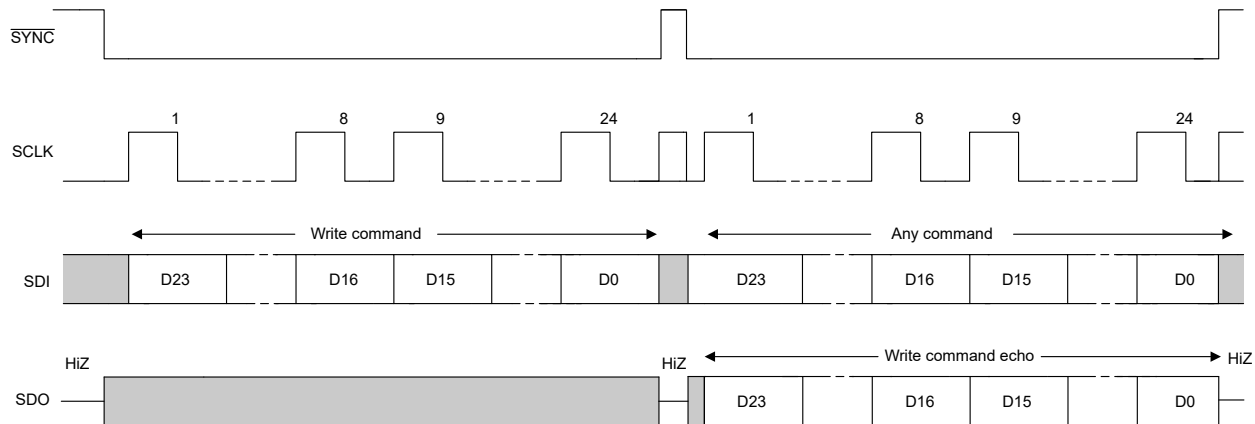 SYNC
1 8 9 24 1 8 9 24
SCLK
Write command Any command
SDI D23 D16 D15 D0 D23 D16 D15 D0
HiZ HiZ Write command echo HiZ
SDO D23 D16 D15 D0